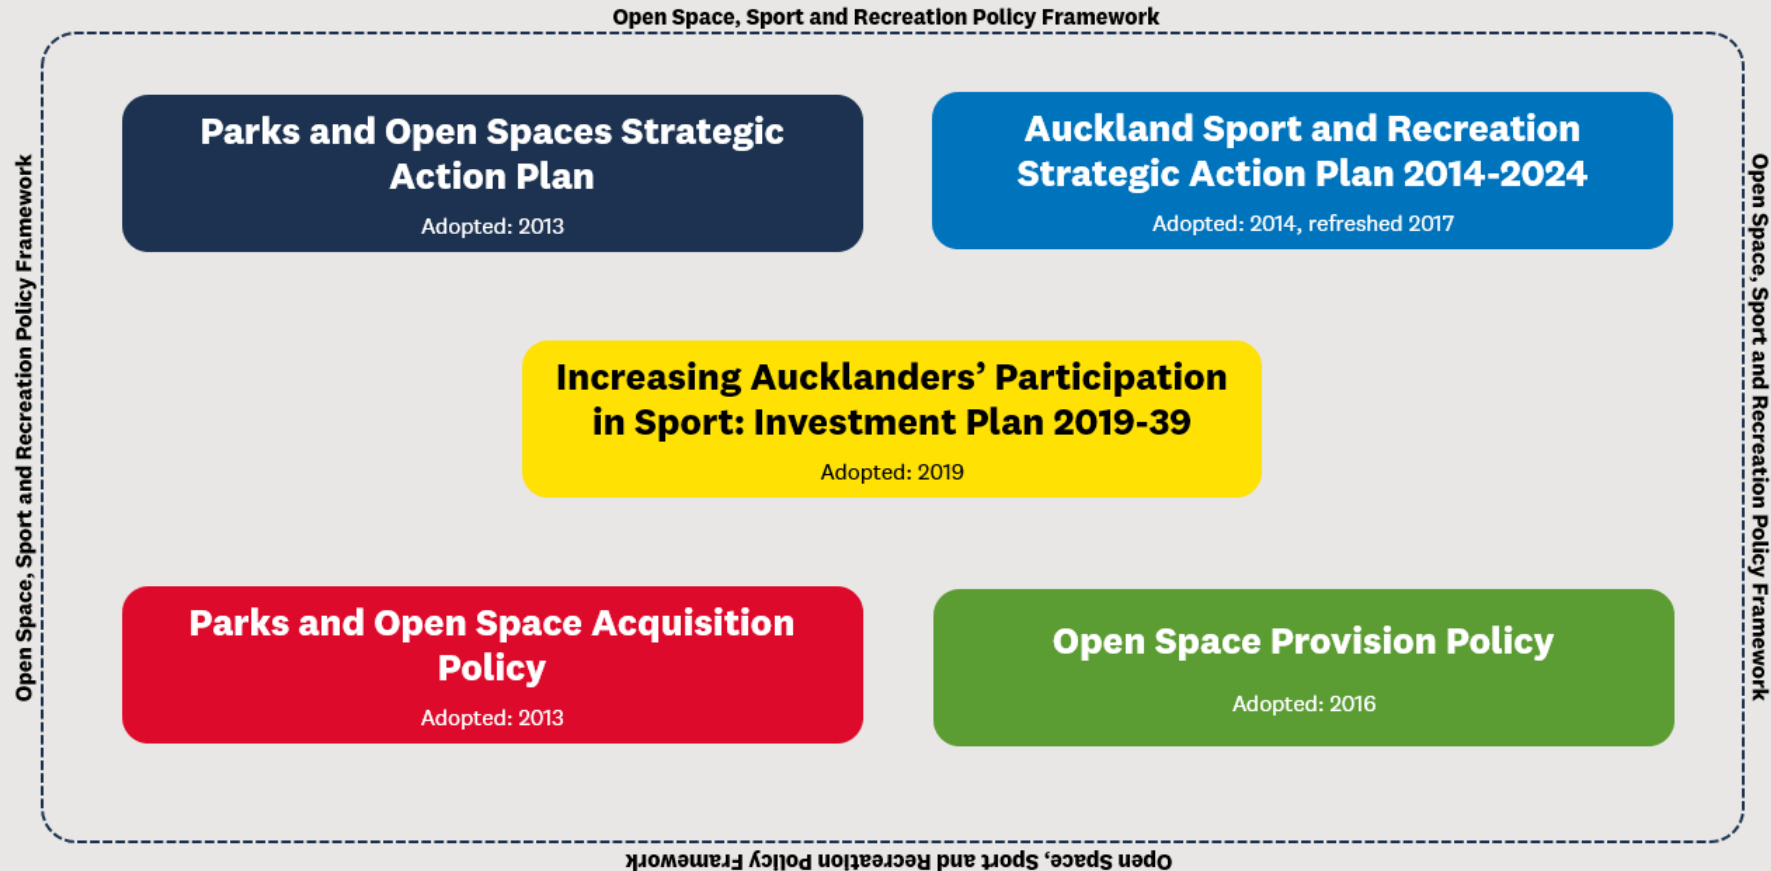 Open Space, Sport and Recreation Policy Framework
Open Space, Sport and Recreation Policy Framework
Parks and Open Spaces Strategic
Action Plan
Adopted: 2013
Auckland Sport and Recreation
Strategic Action Plan 2014-2024
Adopted: 2014, refreshed 2017
Increasing Aucklanders’ Participation
in Sport: Investment Plan 2019-39
Adopted: 2019
Parks and Open Space Acquisition
Policy
Adopted: 2013
Open Space Provision Policy
Adopted: 2016
Open Space, Sport and Recreation Policy Framework
Open Space, Sport and Recreation Policy Framework